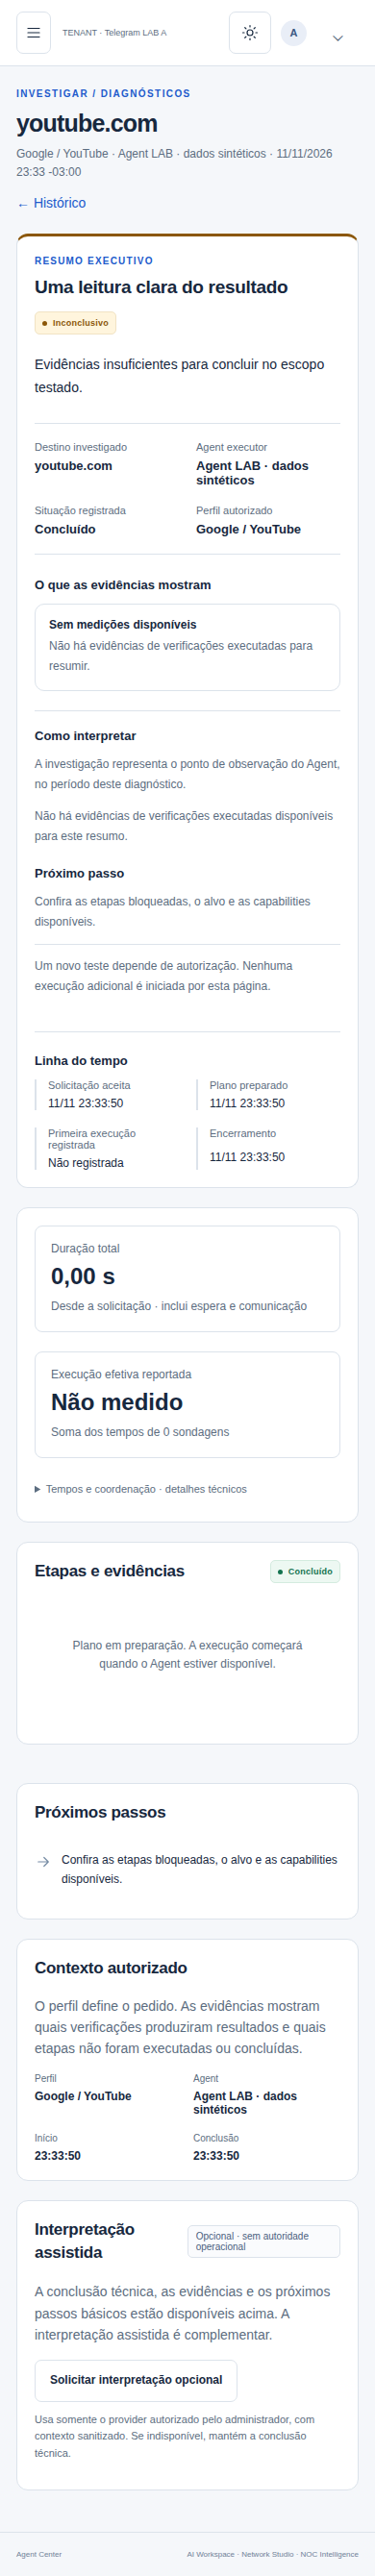 TENANT · Telegram LAB A
A
INVESTIGAR / DIAGNÓSTICOS
youtube.com
Google / YouTube · Agent LAB · dados sintéticos · 11/11/2026
23:33 -03:00
← Histórico
RESUMO EXECUTIVO
Uma leitura clara do resultado
Inconclusivo
Evidências insuficientes para concluir no escopo
testado.
Destino investigado
youtube.com
Agent executor
Agent LAB · dados
sintéticos
Situação registrada
Concluído
Perfil autorizado
Google / YouTube
O que as evidências mostram
Sem medições disponíveis
Não há evidências de verificações executadas para
resumir.
Como interpretar
A investigação representa o ponto de observação do Agent,
no período deste diagnóstico.
Não há evidências de verificações executadas disponíveis
para este resumo.
Próximo passo
Confira as etapas bloqueadas, o alvo e as capabilities
disponíveis.
Um novo teste depende de autorização. Nenhuma
execução adicional é iniciada por esta página.
Linha do tempo
Solicitação aceita
11/11 23:33:50
Plano preparado
11/11 23:33:50
Primeira execução
registrada
Não registrada
Encerramento
11/11 23:33:50
Duração total
0,00 s
Desde a solicitação · inclui espera e comunicação
Execução efetiva reportada
Não medido
Soma dos tempos de 0 sondagens
Tempos e coordenação · detalhes técnicos
Etapas e evidências
Concluído
Plano em preparação. A execução começará
quando o Agent estiver disponível.
Próximos passos
Confira as etapas bloqueadas, o alvo e as capabilities
disponíveis.
Contexto autorizado
O perfil define o pedido. As evidências mostram
quais verificações produziram resultados e quais
etapas não foram executadas ou concluídas.
Perfil
Google / YouTube
Agent
Agent LAB · dados
sintéticos
Início
23:33:50
Conclusão
23:33:50
Interpretação
assistida
Opcional · sem autoridade
operacional
A conclusão técnica, as evidências e os próximos
passos básicos estão disponíveis acima. A
interpretação assistida é complementar.
Solicitar interpretação opcional
Usa somente o provider autorizado pelo administrador, com
contexto sanitizado. Se indisponível, mantém a conclusão
técnica.
Agent Center
AI Workspace · Network Studio · NOC Intelligence